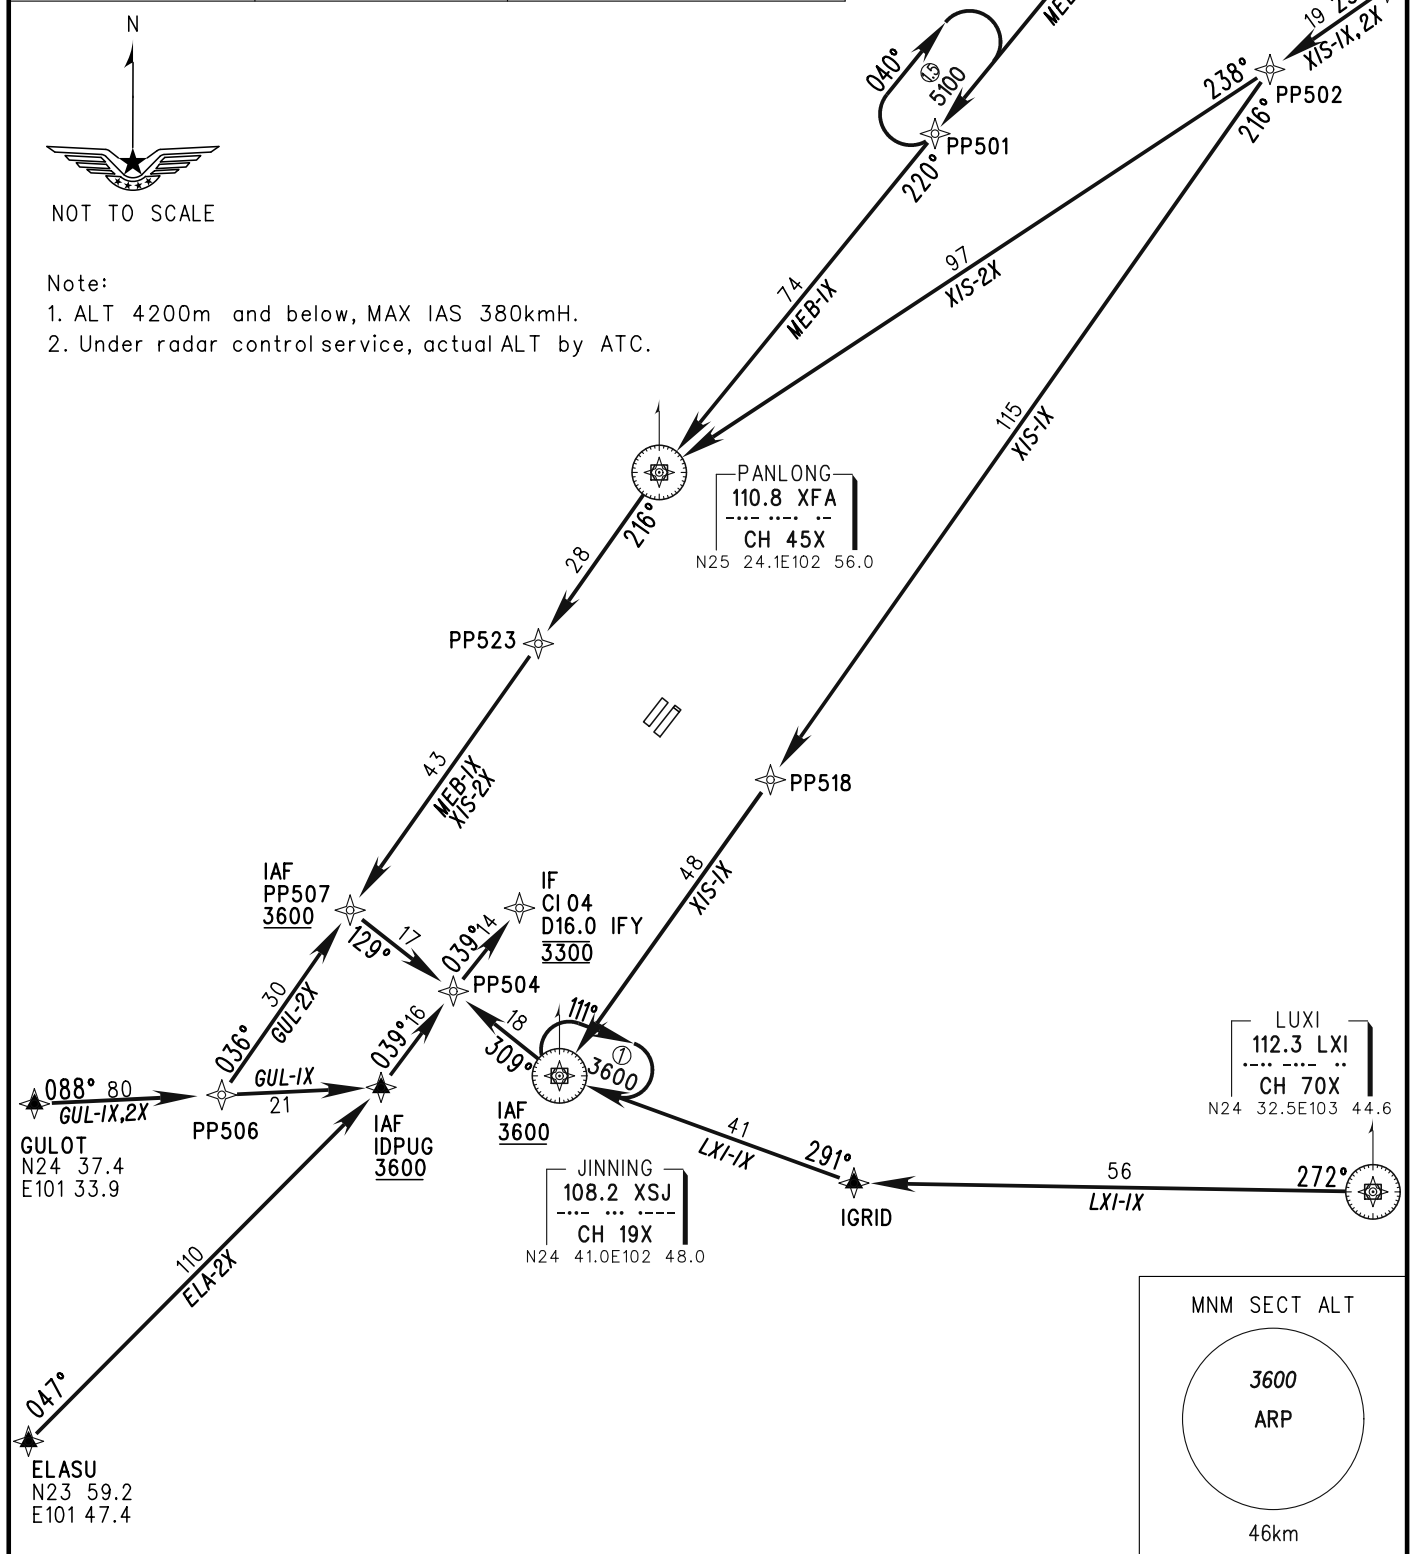 N
NOT TO SCALE
Note:
1. ALT 4200m and below, MAX IAS 380kmH.
2. Under radar control service, actual ALT by ATC.
040°
1.5
5100
PP501
220°
19
XIS-IX,2X
238°
PP502
216°
74
MEB-IX
97
XIS-2X
115
XIS-IX
PANLONG
110.8 XFA
CH 45X
N25 24.1E102 56.0
216°
28
PP523
43
MEB-IX
XIS-2X
PP518
48
XIS-IX
IAF
PP507
3600
IF
CI04
D16.0 IFY
3300
129°
17
039°
14
PP504
30
GUL-2X
036°
039°
16
18
309°
111°
1
3600
088° 80
GUL-IX,2X
GUL-IX
21
GULOT
N24 37.4
E101 33.9
PP506
IAF
IDPUG
3600
IAF
3600
JINNING
108.2 XSJ
CH 19X
N24 41.0E102 48.0
41
LXI-IX
291°
IGRID
56
LXI-IX
272°
LUXI
112.3 LXI
CH 70X
N24 32.5E103 44.6
110
ELA-2X
047°
ELASU
N23 59.2
E101 47.4
MNM SECT ALT
3600
ARP
46km